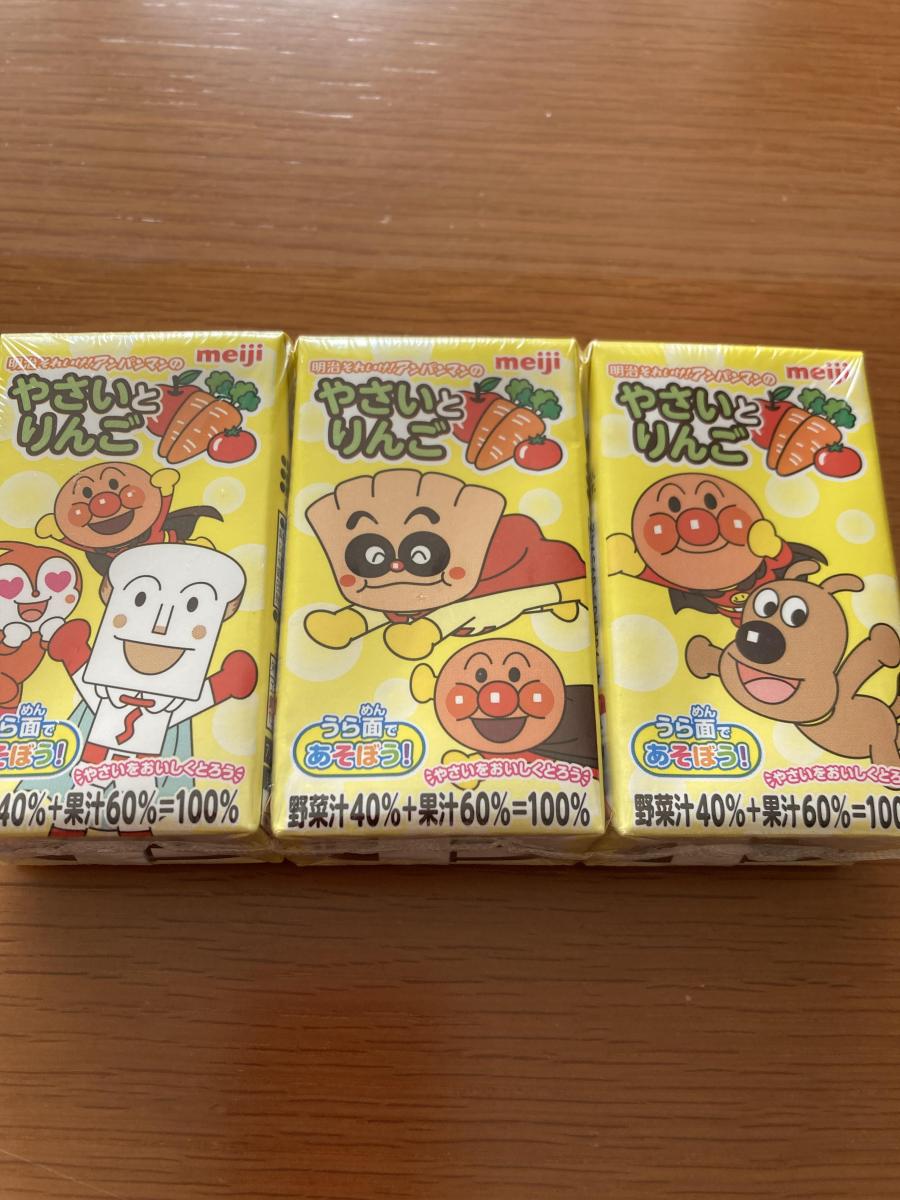 明治それいけ!アンパンマンの meiji
やさいと
りんご
めん
うら面で
あそぼう!
やさいをおいしくとろう
40%+果汁60%=100%
明治それいけ!アンパンマンの meiji
やさいと
りんご
めん
うら面で
あそぼう!
やさいをおいしくとろう
野菜汁40%+果汁60%=100%
明治それいけ!アンパンマンの meiji
やさいと
りんご
めん
うら面で
あそぼう!
やさいをおいしくとろ
野菜汁40%+果汁60%=100